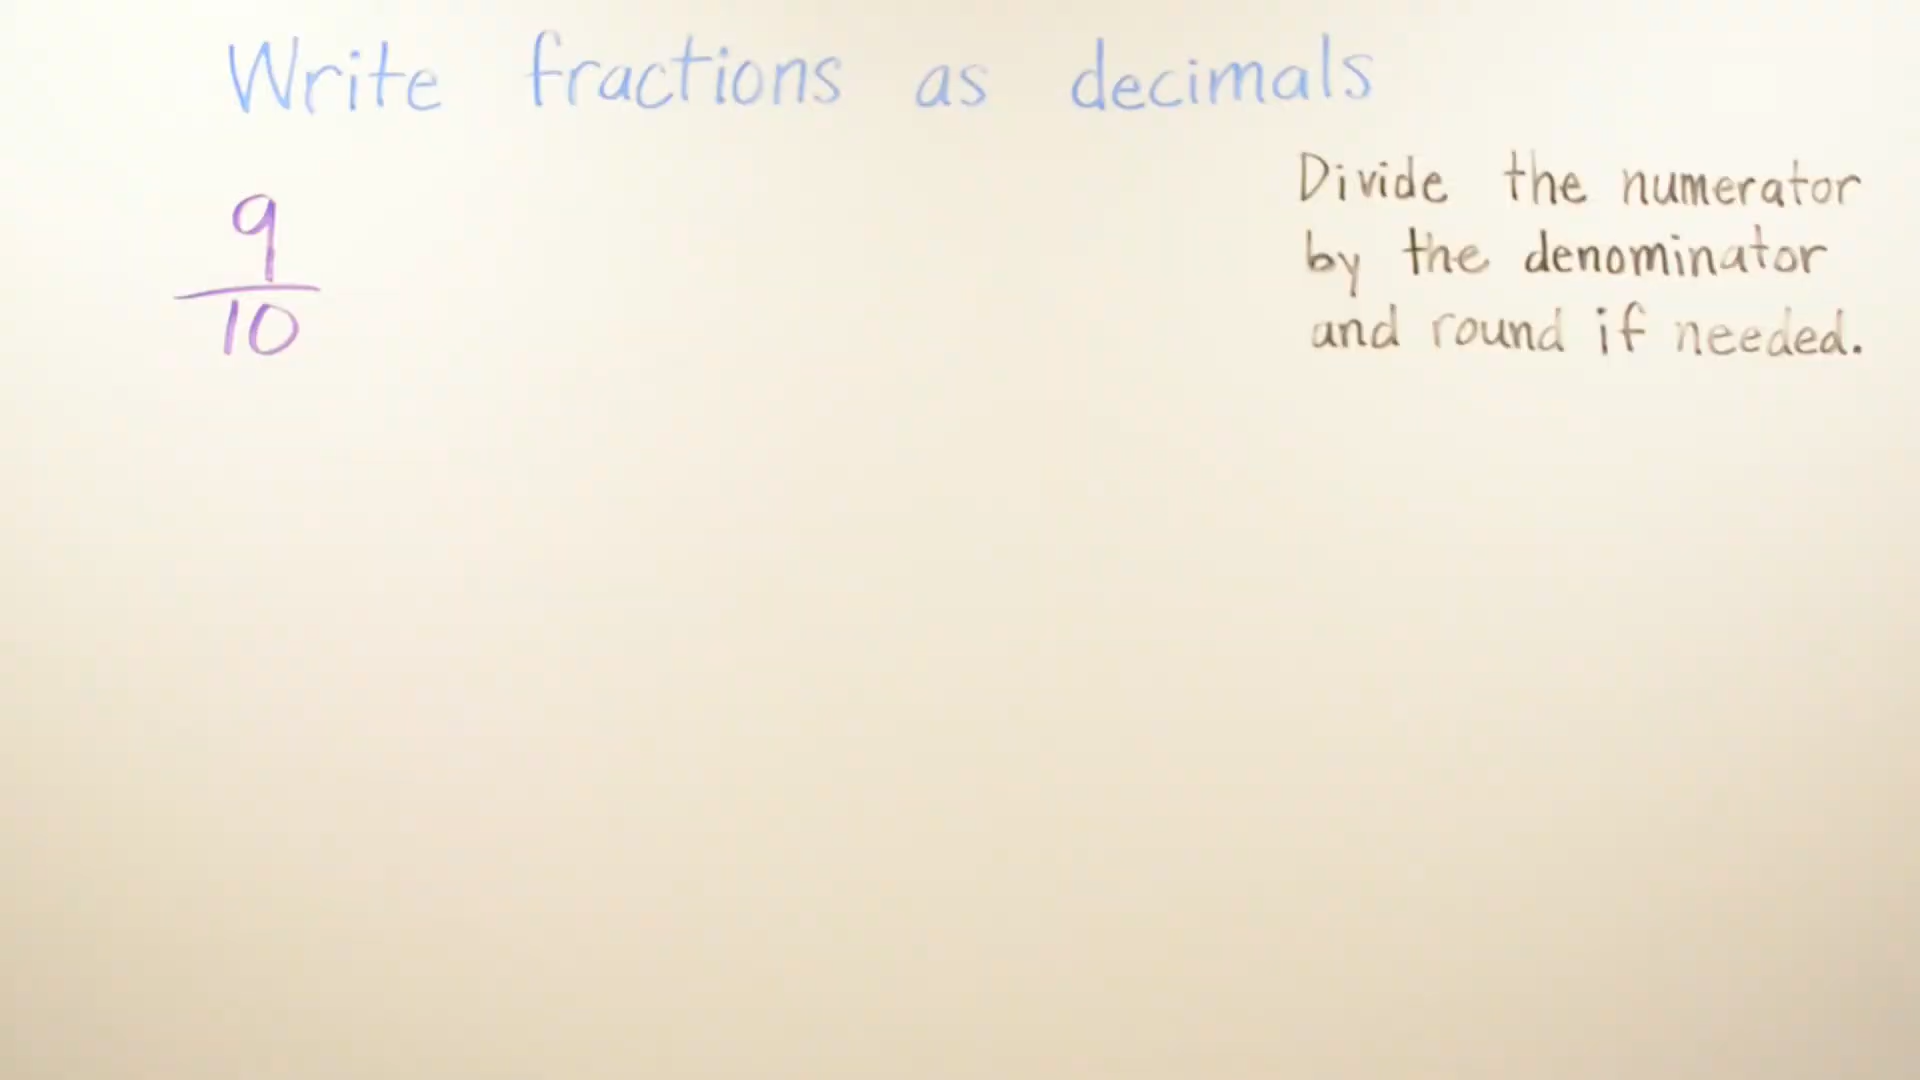 Write fractions as decimals
9
10
Divide the numerator
by the denominator
and round if needed.